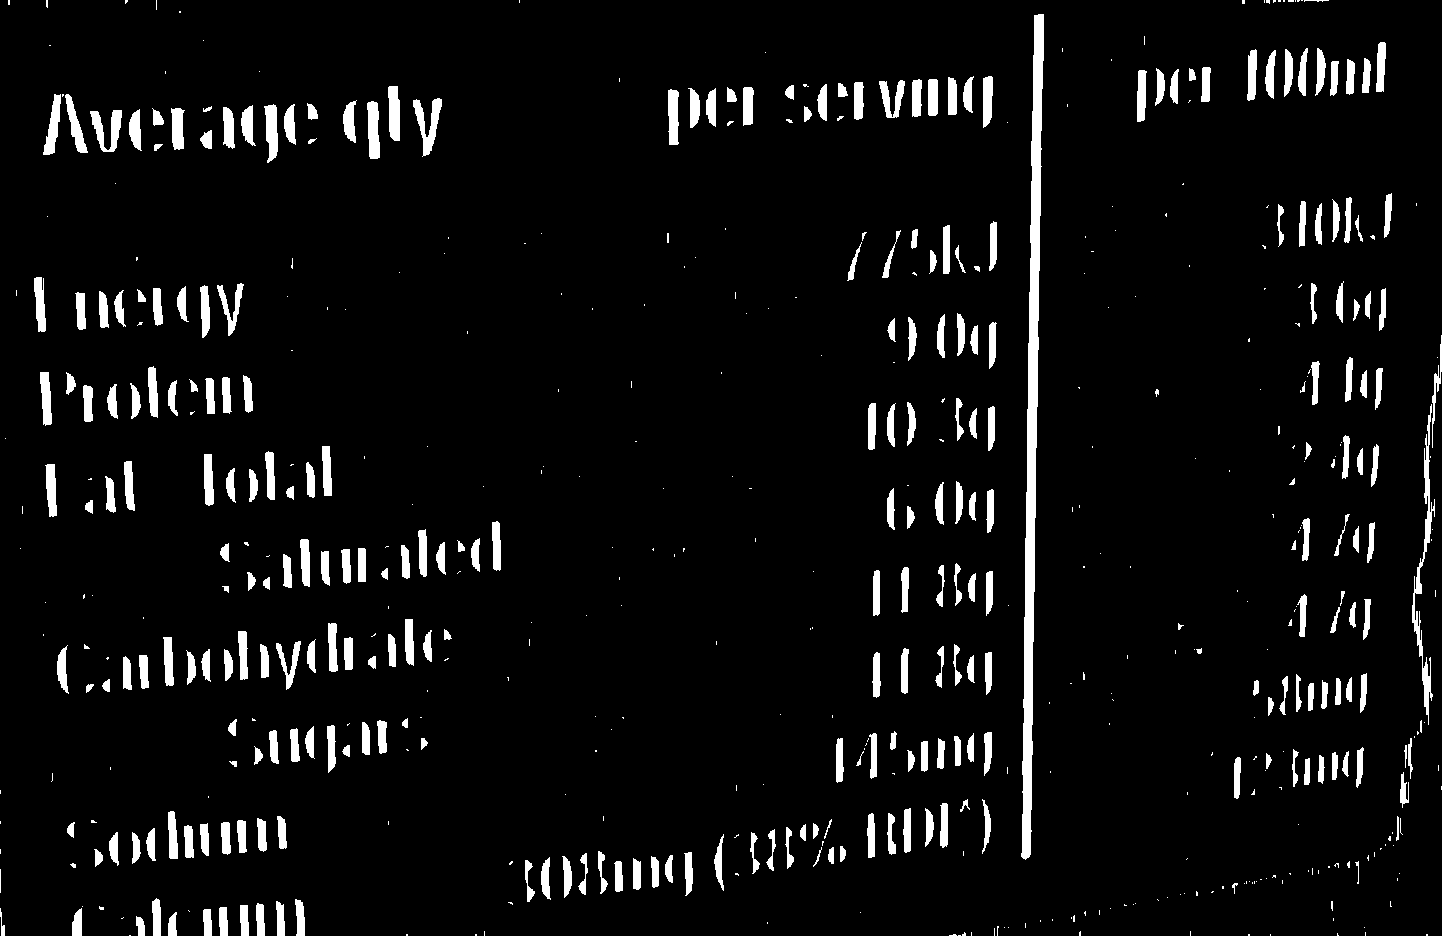 Average qty per serving per 100ml
Energy 775kJ 310kJ
Protein 9.0g 3.6g
Fat Total 10.3g 4.1g
Saturated 6.0g 2.4g
Carbohydrate 11.8g 4.7g
Sugars 11.8g 4.7g
Sodium 145mg 58mg
Calcium 308mg (38% RDI*) 123mg